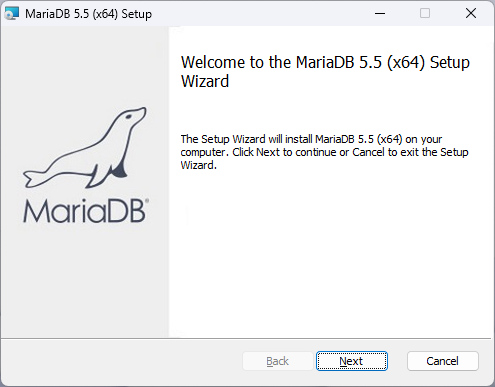 MariaDB 5.5 (x64) Setup
Welcome to the MariaDB 5.5 (x64) Setup
Wizard
The Setup Wizard will install MariaDB 5.5 (x64) on your
computer. Click Next to continue or Cancel to exit the Setup
Wizard.
MariaDB®
Back
Next
Cancel